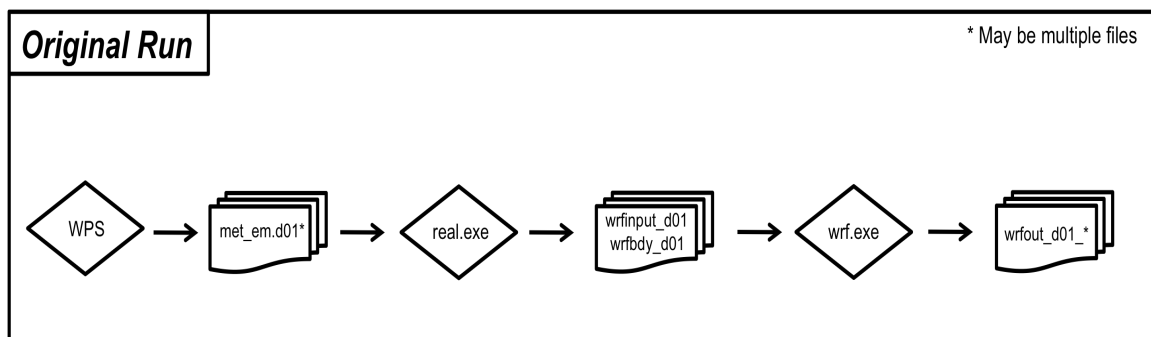 Original Run
* May be multiple files
WPS
met_em.d01*
real.exe
wrfinput_d01
wrfbdy_d01
wrf.exe
wrfout_d01_*